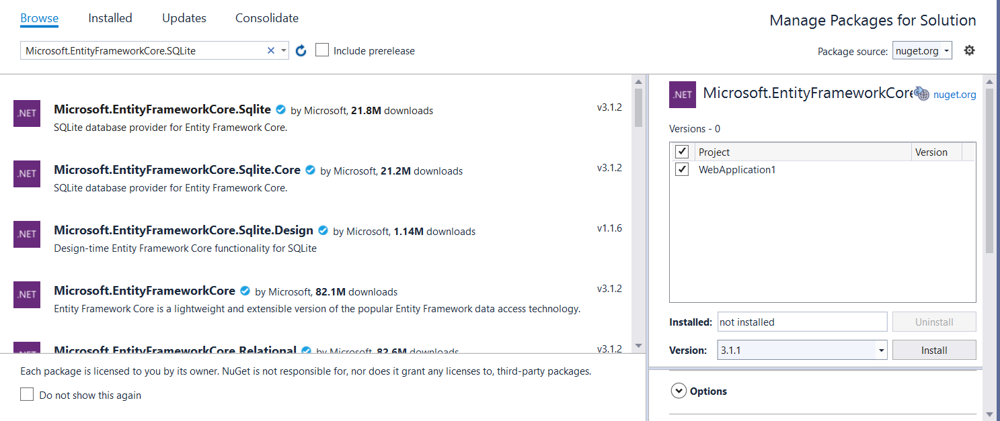 Browse Installed Updates Consolidate
Manage Packages for Solution
Microsoft.EntityFrameworkCore.SQLite
Include prerelease
Package source: nuget.org
.NET
Microsoft.EntityFrameworkCore.Sqlite by Microsoft, 21.8M downloads v3.1.2
SQLite database provider for Entity Framework Core.
.NET
Microsoft.EntityFrameworkCore.Sqlite.Core by Microsoft, 21.2M downloads v3.1.2
SQLite database provider for Entity Framework Core.
.NET
Microsoft.EntityFrameworkCore.Sqlite.Design by Microsoft, 1.14M downloads v1.1.6
Design-time Entity Framework Core functionality for SQLite
.NET
Microsoft.EntityFrameworkCore by Microsoft, 82.1M downloads v3.1.2
Entity Framework Core is a lightweight and extensible version of the popular Entity Framework data access technology.
.NET
Microsoft.EntityFrameworkCore.Relational by Microsoft, 82.6M downloads v3.1.2
Each package is licensed to you by its owner. NuGet is not responsible for, nor does it grant any licenses to, third-party packages.
Do not show this again
.NET
Microsoft.EntityFrameworkCore nuget.org
Versions - 0
Project Version
WebApplication1
Installed: not installed Uninstall
Version: 3.1.1 Install
Options